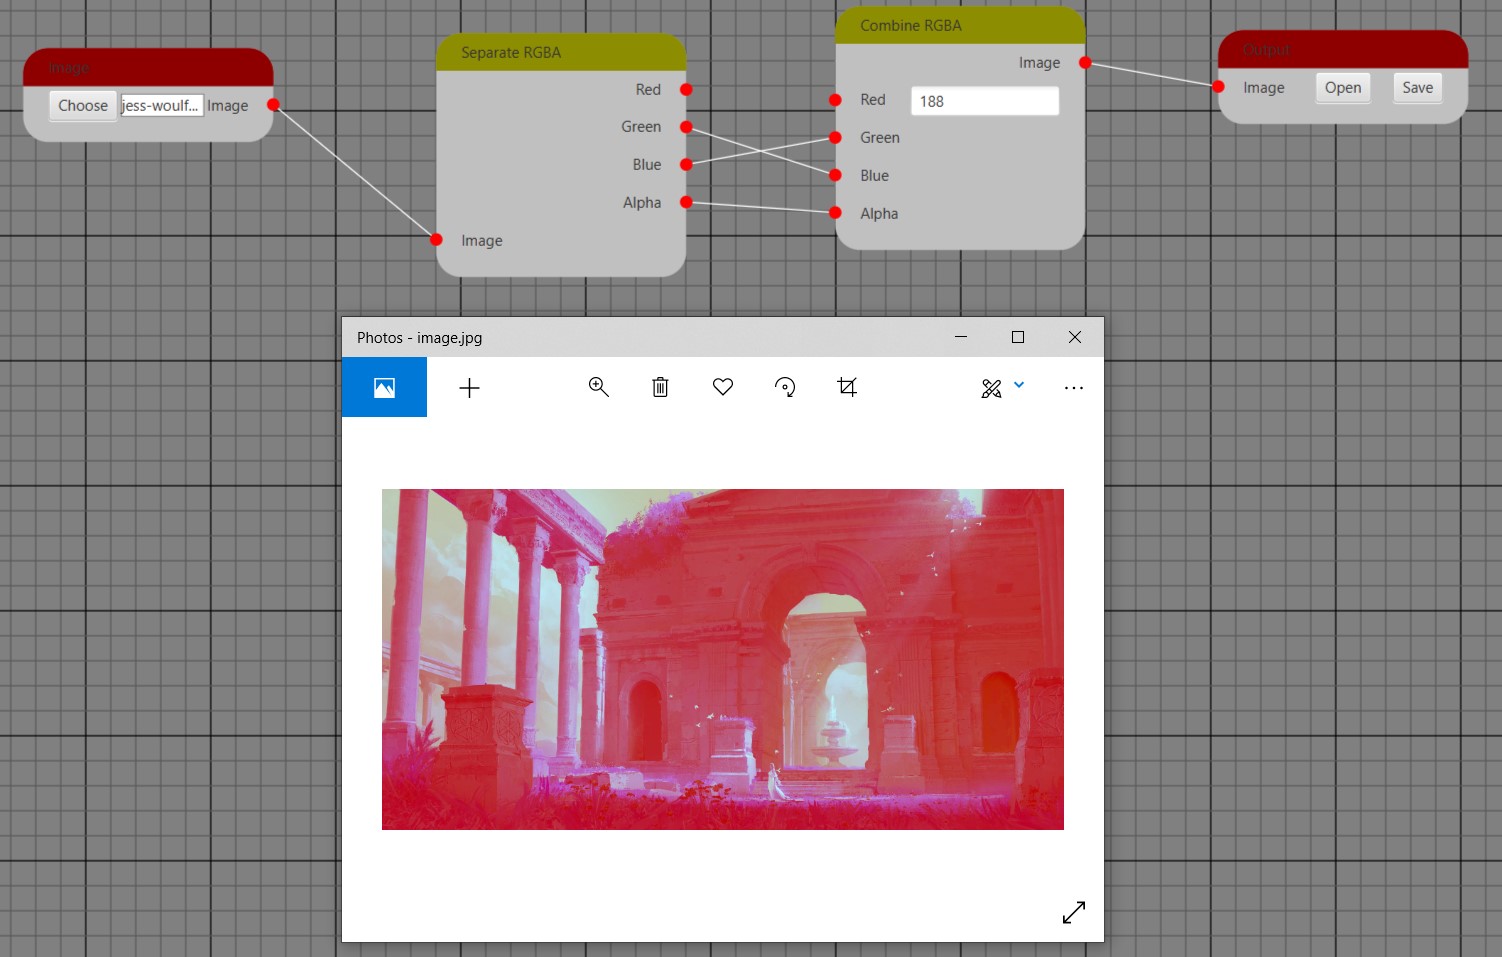 Image
Choose jess-woulf... Image
Separate RGBA
Red
Green
Blue
Alpha
Image
Combine RGBA
Image
Red 188
Green
Blue
Alpha
Output
Image Open Save
Photos - image.jpg